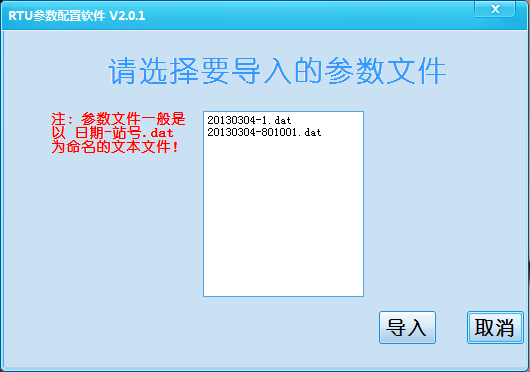 RTU参数配置软件 V2.0.1
请选择要导入的参数文件
注：参数文件一般是
以 日期-站号.dat
为命名的文本文件！
20130304-1.dat
20130304-801001.dat
导入
取消